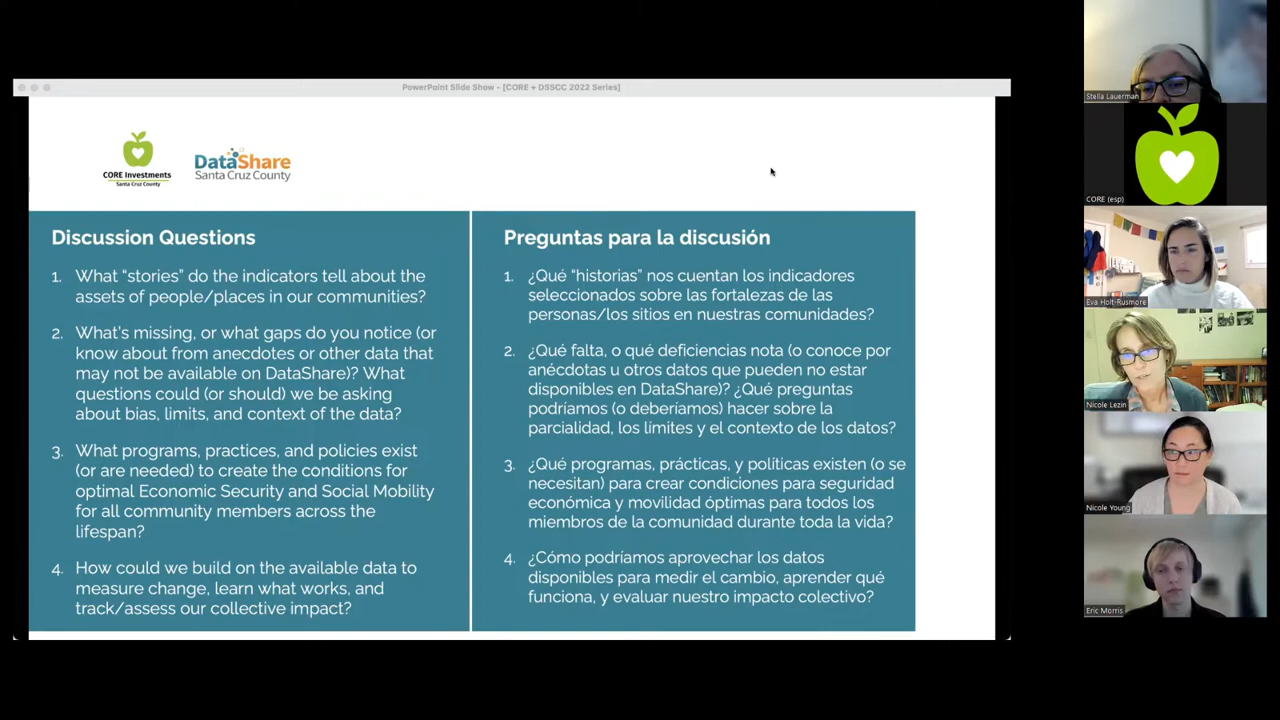 PowerPoint Slide Show - [CORE + DSSCC 2022 Series]
CORE Investments
Santa Cruz County
DataShare
Santa Cruz County
Discussion Questions
1. What “stories” do the indicators tell about the
assets of people/places in our communities?
2. What's missing, or what gaps do you notice (or
know about from anecdotes or other data that
may not be available on DataShare)? What
questions could (or should) we be asking
about bias, limits, and context of the data?
3. What programs, practices, and policies exist
(or are needed) to create the conditions for
optimal Economic Security and Social Mobility
for all community members across the
lifespan?
4. How could we build on the available data to
measure change, learn what works, and
track/assess our collective impact?
Preguntas para la discusión
1. ¿Qué “historias” nos cuentan los indicadores
seleccionados sobre las fortalezas de las
personas/los sitios en nuestras comunidades?
2. ¿Qué falta, o qué deficiencias nota (o conoce por
anécdotas u otros datos que pueden no estar
disponibles en DataShare)? ¿Qué preguntas
podríamos (o deberíamos) hacer sobre la
parcialidad, los límites y el contexto de los datos?
3. ¿Qué programas, prácticas, y políticas existen (o se
necesitan) para crear condiciones para seguridad
económica y movilidad óptimas para todos los
miembros de la comunidad durante toda la vida?
4. ¿Cómo podríamos aprovechar los datos
disponibles para medir el cambio, aprender qué
funciona, y evaluar nuestro impacto colectivo?
Stella Lauerman
CORE (esp)
Eva Holt-Rusmore
Nicole Lezin
Nicole Young
Eric Morris